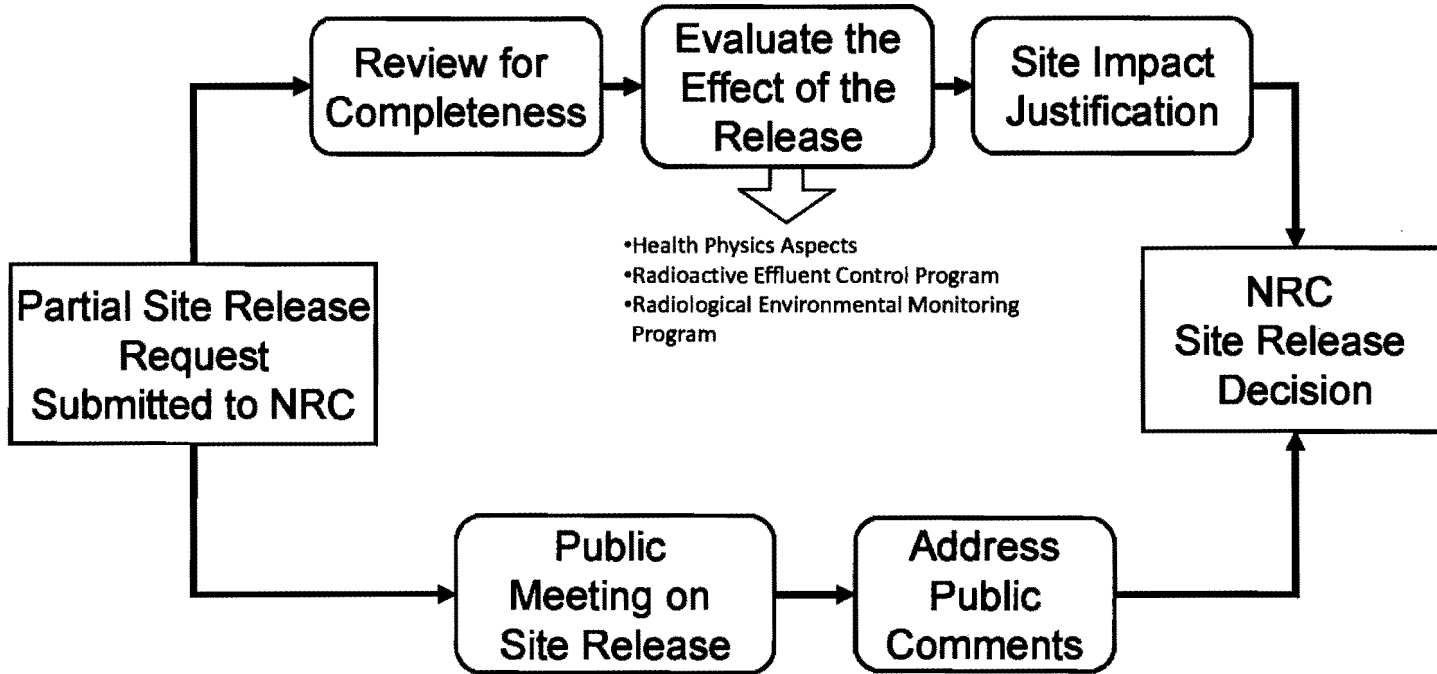 Review for
Completeness
Evaluate the
Effect of the
Release
Site Impact
Justification
•Health Physics Aspects
•Radioactive Effluent Control Program
•Radiological Environmental Monitoring
Program
Partial Site Release
Request
Submitted to NRC
NRC
Site Release
Decision
Public
Meeting on
Site Release
Address
Public
Comments